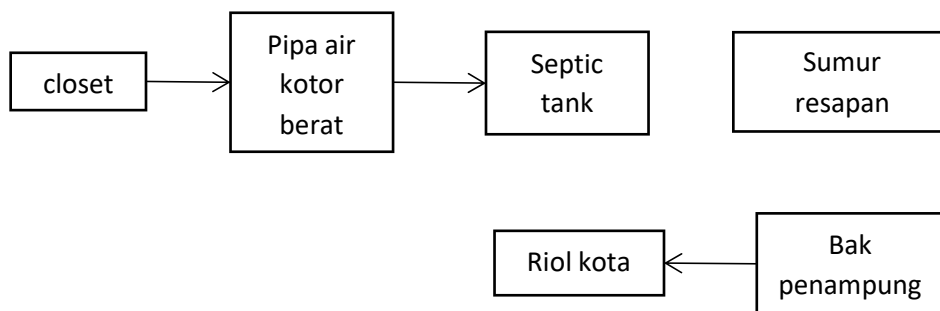 closet
Pipa air
kotor
berat
Septic
tank
Sumur
resapan
Riol kota
Bak
penampung